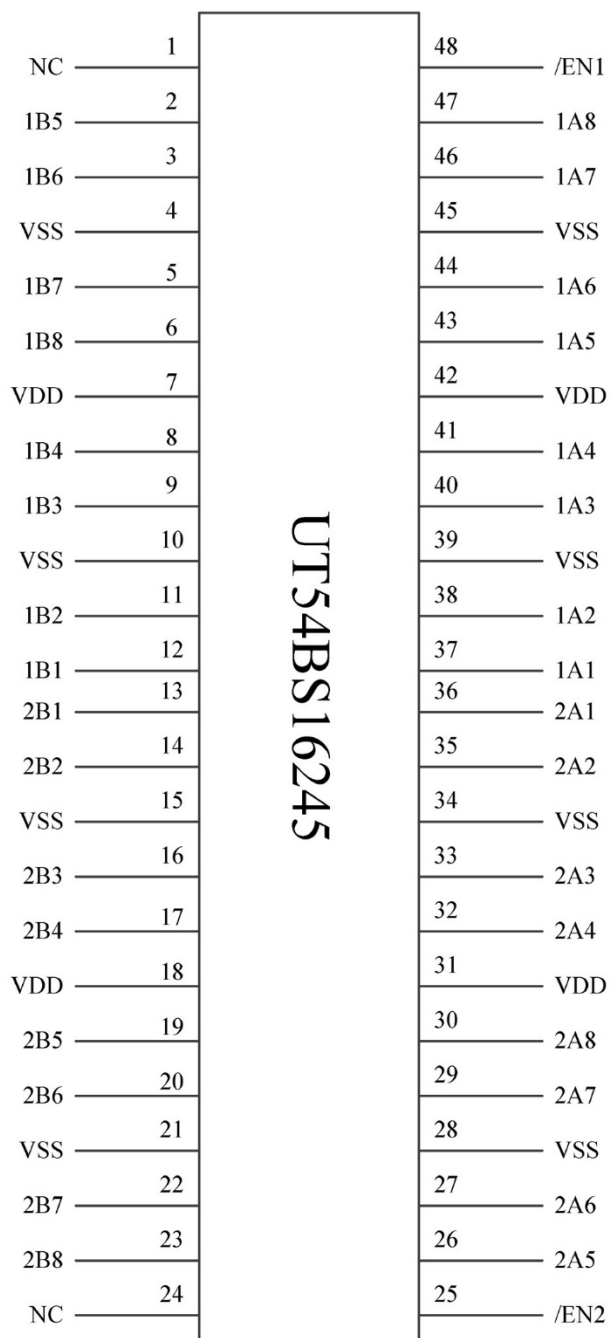 NC 1 48 /EN1
1B5 2 47 1A8
1B6 3 46 1A7
VSS 4 45 VSS
1B7 5 44 1A6
1B8 6 43 1A5
VDD 7 42 VDD
1B4 8 41 1A4
1B3 9 40 1A3
VSS 10 39 VSS
1B2 11 38 1A2
1B1 12 37 1A1
2B1 13 36 2A1
2B2 14 35 2A2
VSS 15 34 VSS
2B3 16 33 2A3
2B4 17 32 2A4
VDD 18 31 VDD
2B5 19 30 2A8
2B6 20 29 2A7
VSS 21 28 VSS
2B7 22 27 2A6
2B8 23 26 2A5
NC 24 25 /EN2
UT54BS16245